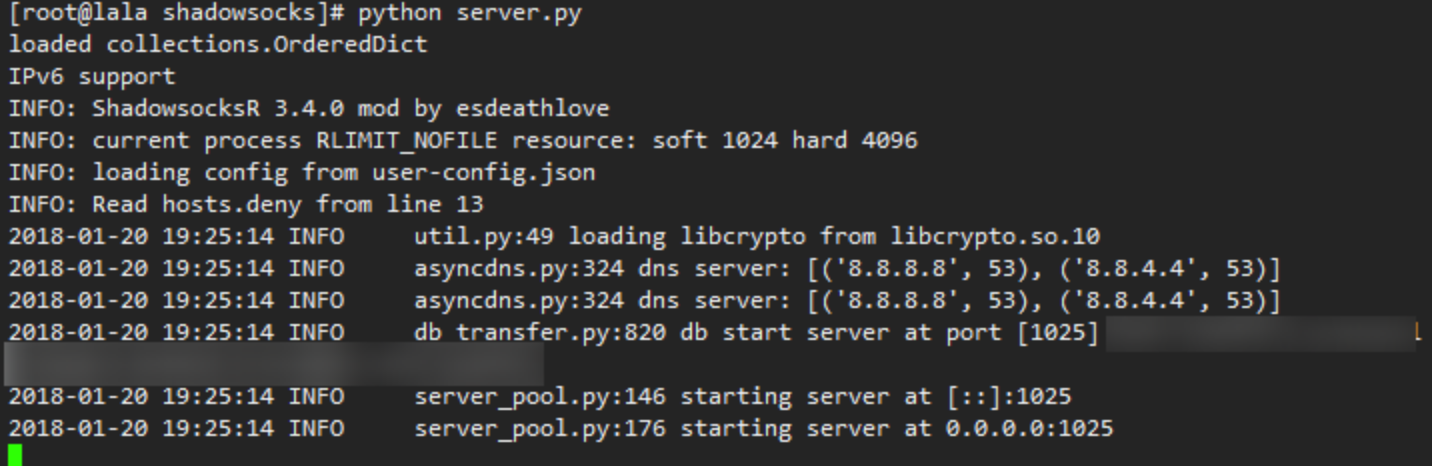 [root@lala shadowsocks]# python server.py
loaded collections.OrderedDict
IPv6 support
INFO: ShadowsocksR 3.4.0 mod by esdeathlove
INFO: current process RLIMIT_NOFILE resource: soft 1024 hard 4096
INFO: loading config from user-config.json
INFO: Read hosts.deny from line 13
2018-01-20 19:25:14 INFO     util.py:49 loading libcrypto from libcrypto.so.10
2018-01-20 19:25:14 INFO     asyncdns.py:324 dns server: [('8.8.8.8', 53), ('8.8.4.4', 53)]
2018-01-20 19:25:14 INFO     asyncdns.py:324 dns server: [('8.8.8.8', 53), ('8.8.4.4', 53)]
2018-01-20 19:25:14 INFO     db transfer.py:820 db start server at port [1025]
2018-01-20 19:25:14 INFO     server_pool.py:146 starting server at [::]:1025
2018-01-20 19:25:14 INFO     server_pool.py:176 starting server at 0.0.0.0:1025